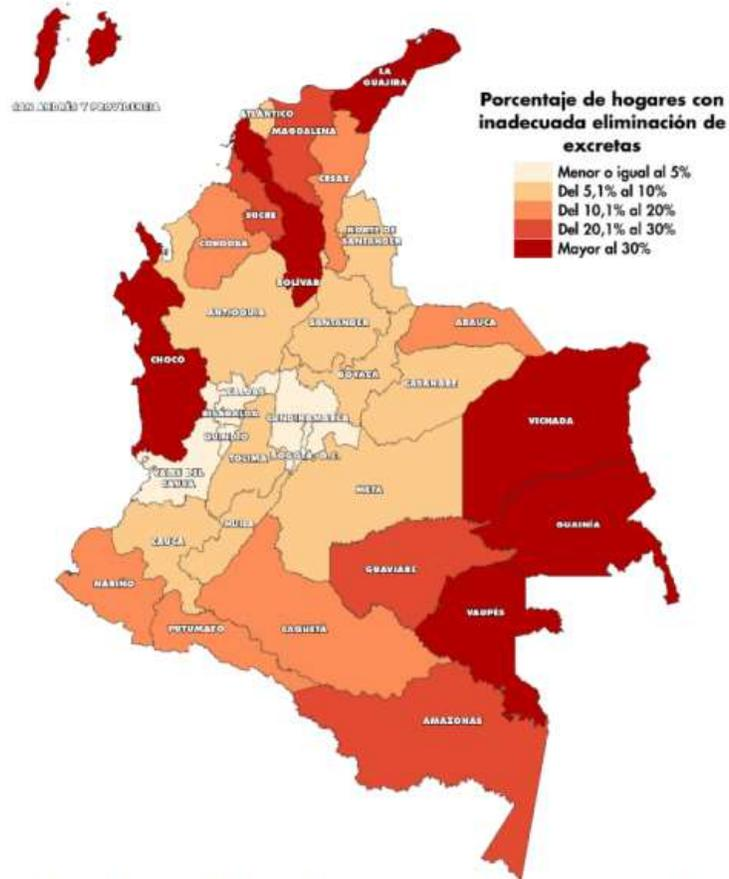 SAN ANDRÉS Y PROVIDENCIA
LA
GUAJIRA
Porcentaje de hogares con
inadecuada eliminación de
excretas
Menor o igual al 5%
Del 5,1% al 10%
Del 10,1% al 20%
Del 20,1% al 30%
Mayor al 30%
ATLÁNTICO
MAGDALENA
CESAR
SUCRE
NORTE DE
SANTANDER
CÓRDOBA
BOLÍVAR
ANTIOQUIA
SANTANDER
ARAUCA
CHOCÓ
BOYACÁ
CASANARE
CALDAS
RISARALDA
CUNDINAMARCA
VICHADA
QUINDÍO
TOLIMA
BOGOTÁ, D.C.
VALLE DEL
CAUCA
META
HUILA
GUAINÍA
CAUCA
GUAVIARE
NARIÑO
VAUPÉS
PUTUMAYO
CAQUETÁ
AMAZONAS